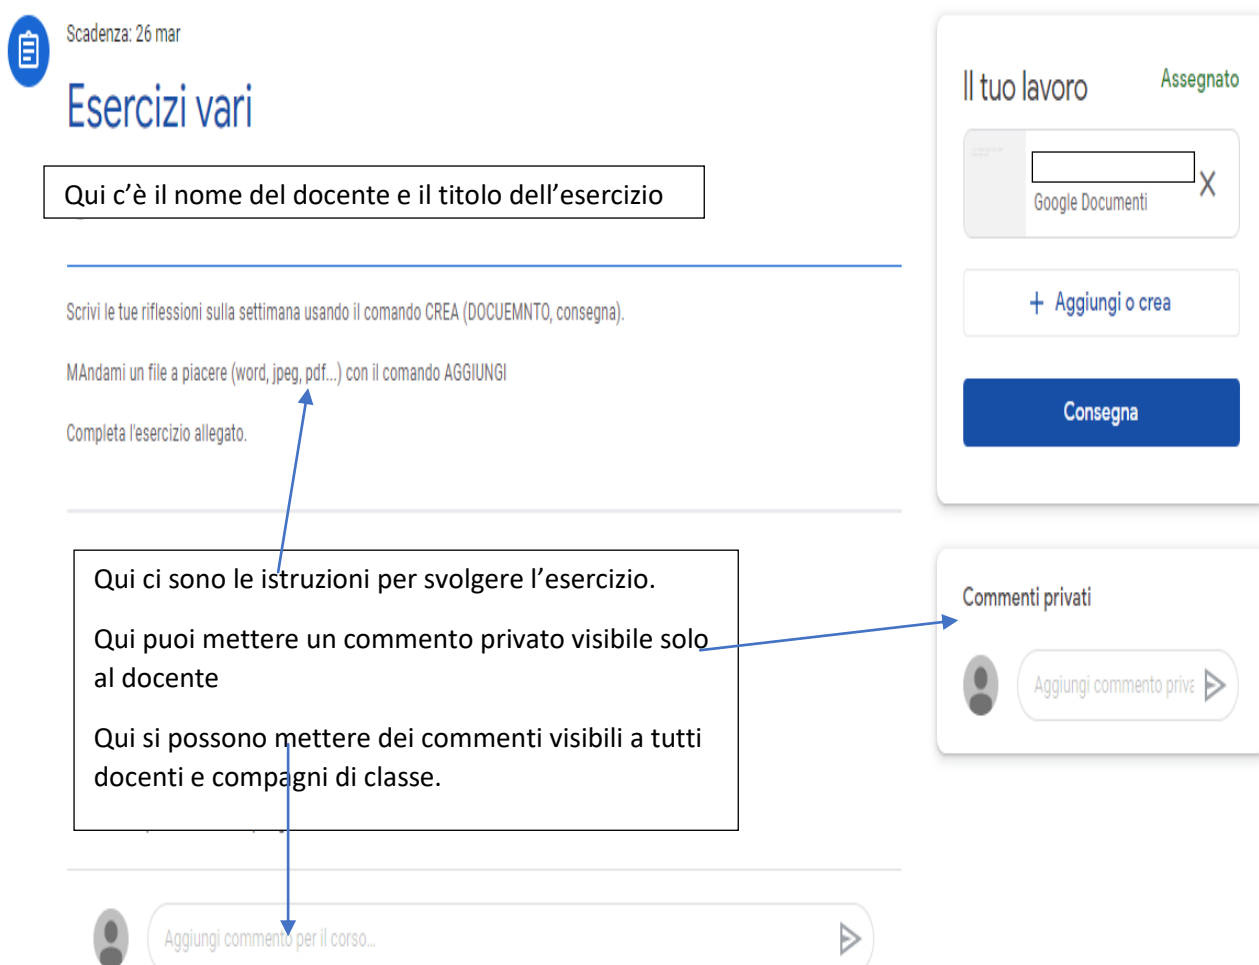 Scadenza: 26 mar
Esercizi vari
Qui c’è il nome del docente e il titolo dell’esercizio
Scrivi le tue riflessioni sulla settimana usando il comando CREA (DOCUEMNTO, consegna).
MAndami un file a piacere (word, jpeg, pdf...) con il comando AGGIUNGI
Completa l'esercizio allegato.
Qui ci sono le istruzioni per svolgere l’esercizio.
Qui puoi mettere un commento privato visibile solo
al docente
Qui si possono mettere dei commenti visibili a tutti
docenti e compagni di classe.
Aggiungi commento per il corso...
Il tuo lavoro
Assegnato
Google Documenti
+ Aggiungi o crea
Consegna
Commenti privati
Aggiungi commento priva